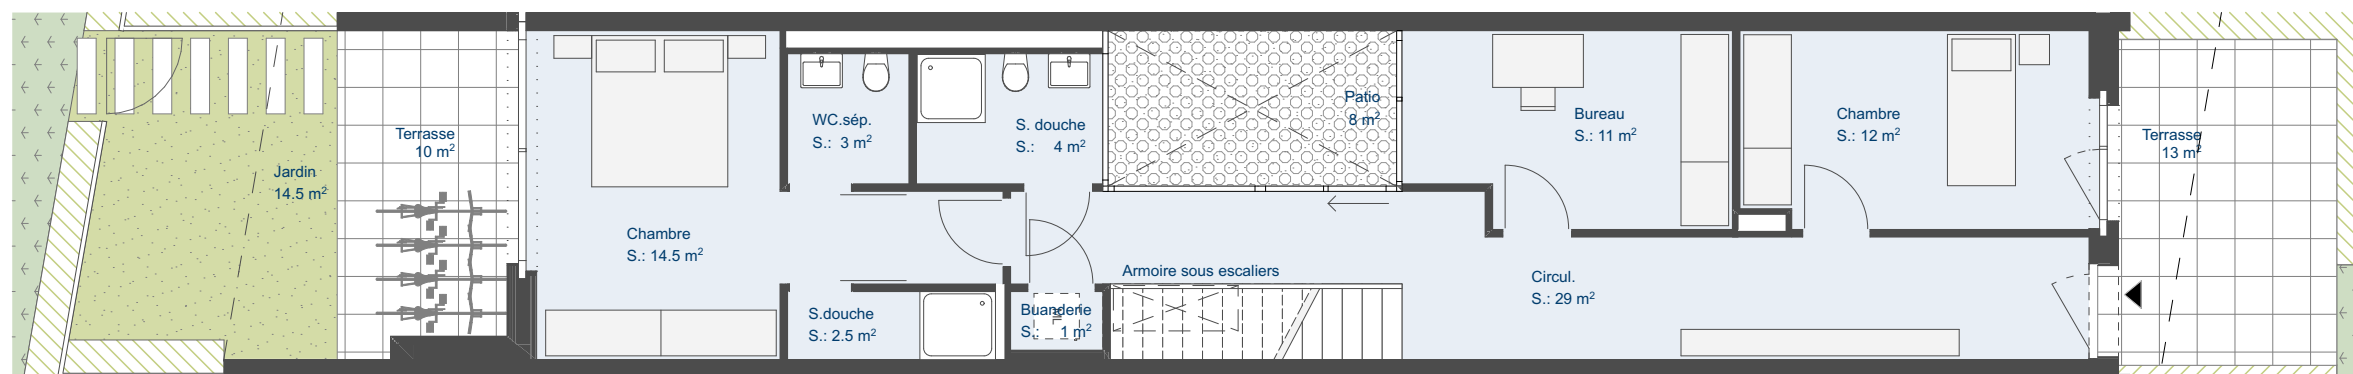 Jardin
14.5 m²
Terrasse
10 m²
Chambre
S.: 14.5 m²
WC.sép.
S.: 3 m²
S. douche
S.: 4 m²
S.douche
S.: 2.5 m²
Buanderie
S.: 1 m²
Armoire sous escaliers
Patio
8 m²
Bureau
S.: 11 m²
Circul.
S.: 29 m²
Chambre
S.: 12 m²
Terrasse
13 m²